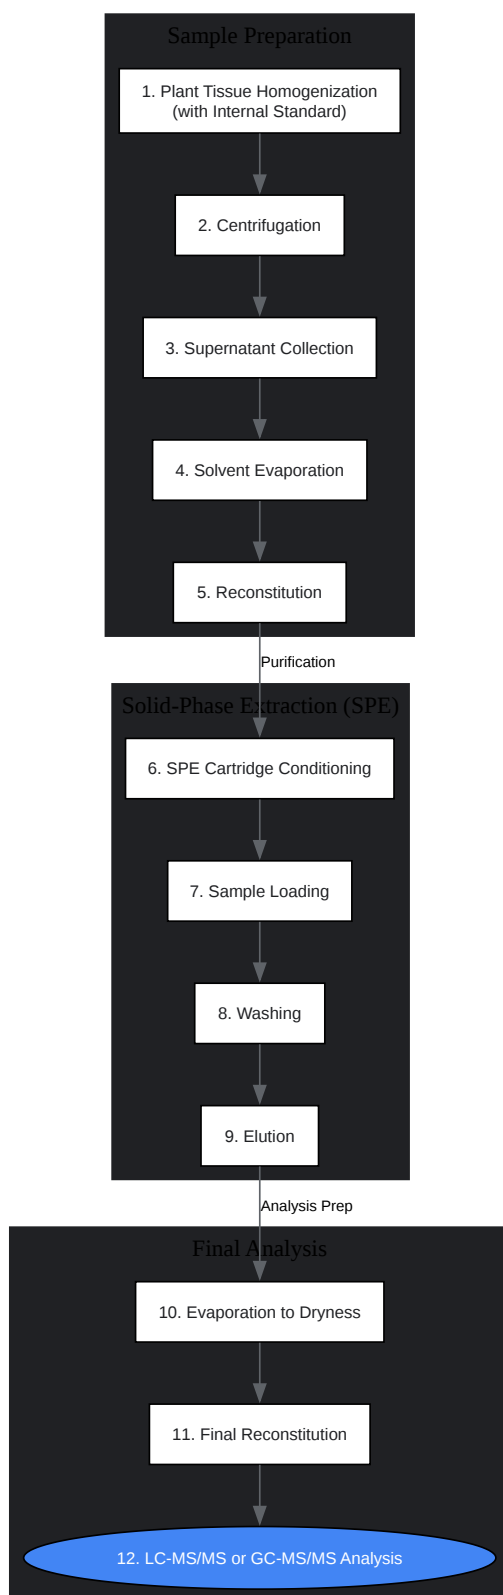 Sample Preparation
1. Plant Tissue Homogenization
(with Internal Standard)
2. Centrifugation
3. Supernatant Collection
4. Solvent Evaporation
5. Reconstitution
Purification
Solid-Phase Extraction (SPE)
6. SPE Cartridge Conditioning
7. Sample Loading
8. Washing
9. Elution
Analysis Prep
Final Analysis
10. Evaporation to Dryness
11. Final Reconstitution
12. LC-MS/MS or GC-MS/MS Analysis